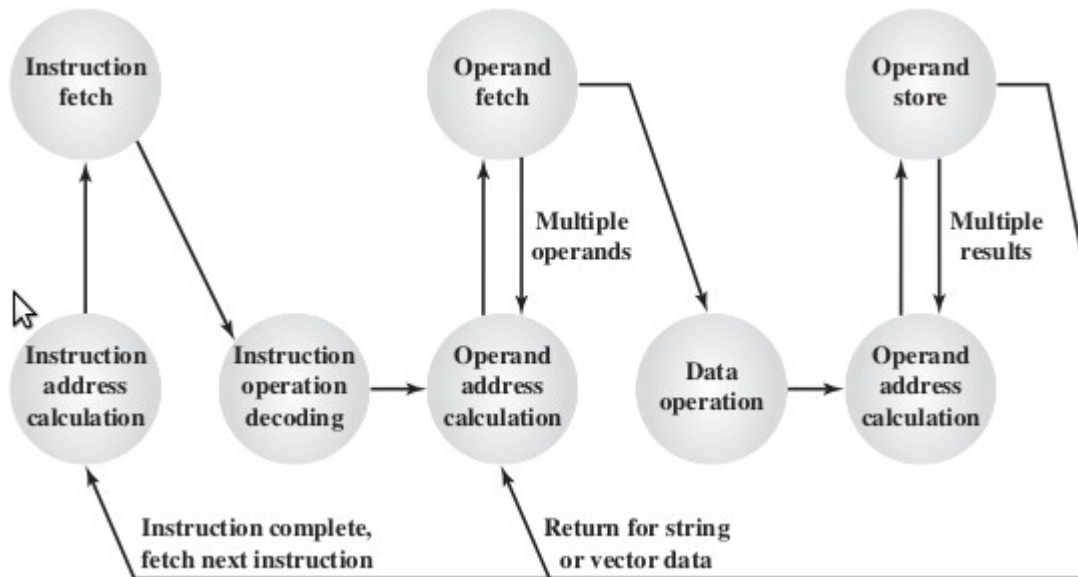 Instruction
fetch
Operand
fetch
Operand
store
Multiple
operands
Multiple
results
Instruction
address
calculation
Instruction
operation
decoding
Operand
address
calculation
Data
operation
Operand
address
calculation
Instruction complete,
fetch next instruction
Return for string
or vector data